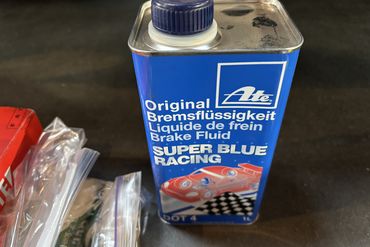 Ate
Original
Bremsflüssigkeit
Liquide de frein
Brake Fluid
SUPER BLUE
RACING
DOT 4
1L